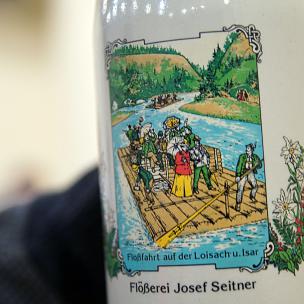 Floßfahrt auf der Loisach u. Isar
Flößerei Josef Seitner